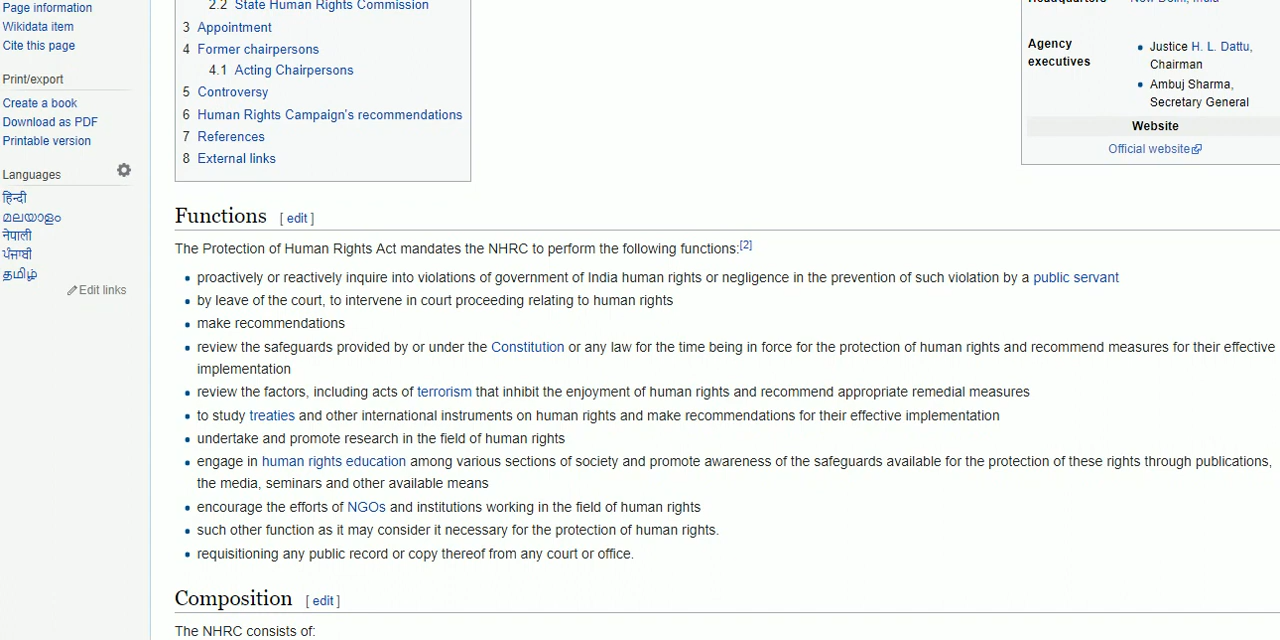 Page information
Wikidata item
Cite this page
Print/export
Create a book
Download as PDF
Printable version
Languages
हिन्दी
മലയാളം
नेपाली
ਪੰਜਾਬੀ
தமிழ்
Edit links
2.2 State Human Rights Commission
3 Appointment
4 Former chairpersons
4.1 Acting Chairpersons
5 Controversy
6 Human Rights Campaign's recommendations
7 References
8 External links
Headquarters New Delhi, India
Agency executives
Justice H. L. Dattu,
Chairman
Ambuj Sharma,
Secretary General
Website
Official website
Functions [ edit ]
The Protection of Human Rights Act mandates the NHRC to perform the following functions:[2]
proactively or reactively inquire into violations of government of India human rights or negligence in the prevention of such violation by a public servant
by leave of the court, to intervene in court proceeding relating to human rights
make recommendations
review the safeguards provided by or under the Constitution or any law for the time being in force for the protection of human rights and recommend measures for their effective
implementation
review the factors, including acts of terrorism that inhibit the enjoyment of human rights and recommend appropriate remedial measures
to study treaties and other international instruments on human rights and make recommendations for their effective implementation
undertake and promote research in the field of human rights
engage in human rights education among various sections of society and promote awareness of the safeguards available for the protection of these rights through publications,
the media, seminars and other available means
encourage the efforts of NGOs and institutions working in the field of human rights
such other function as it may consider it necessary for the protection of human rights.
requisitioning any public record or copy thereof from any court or office.
Composition [ edit ]
The NHRC consists of: